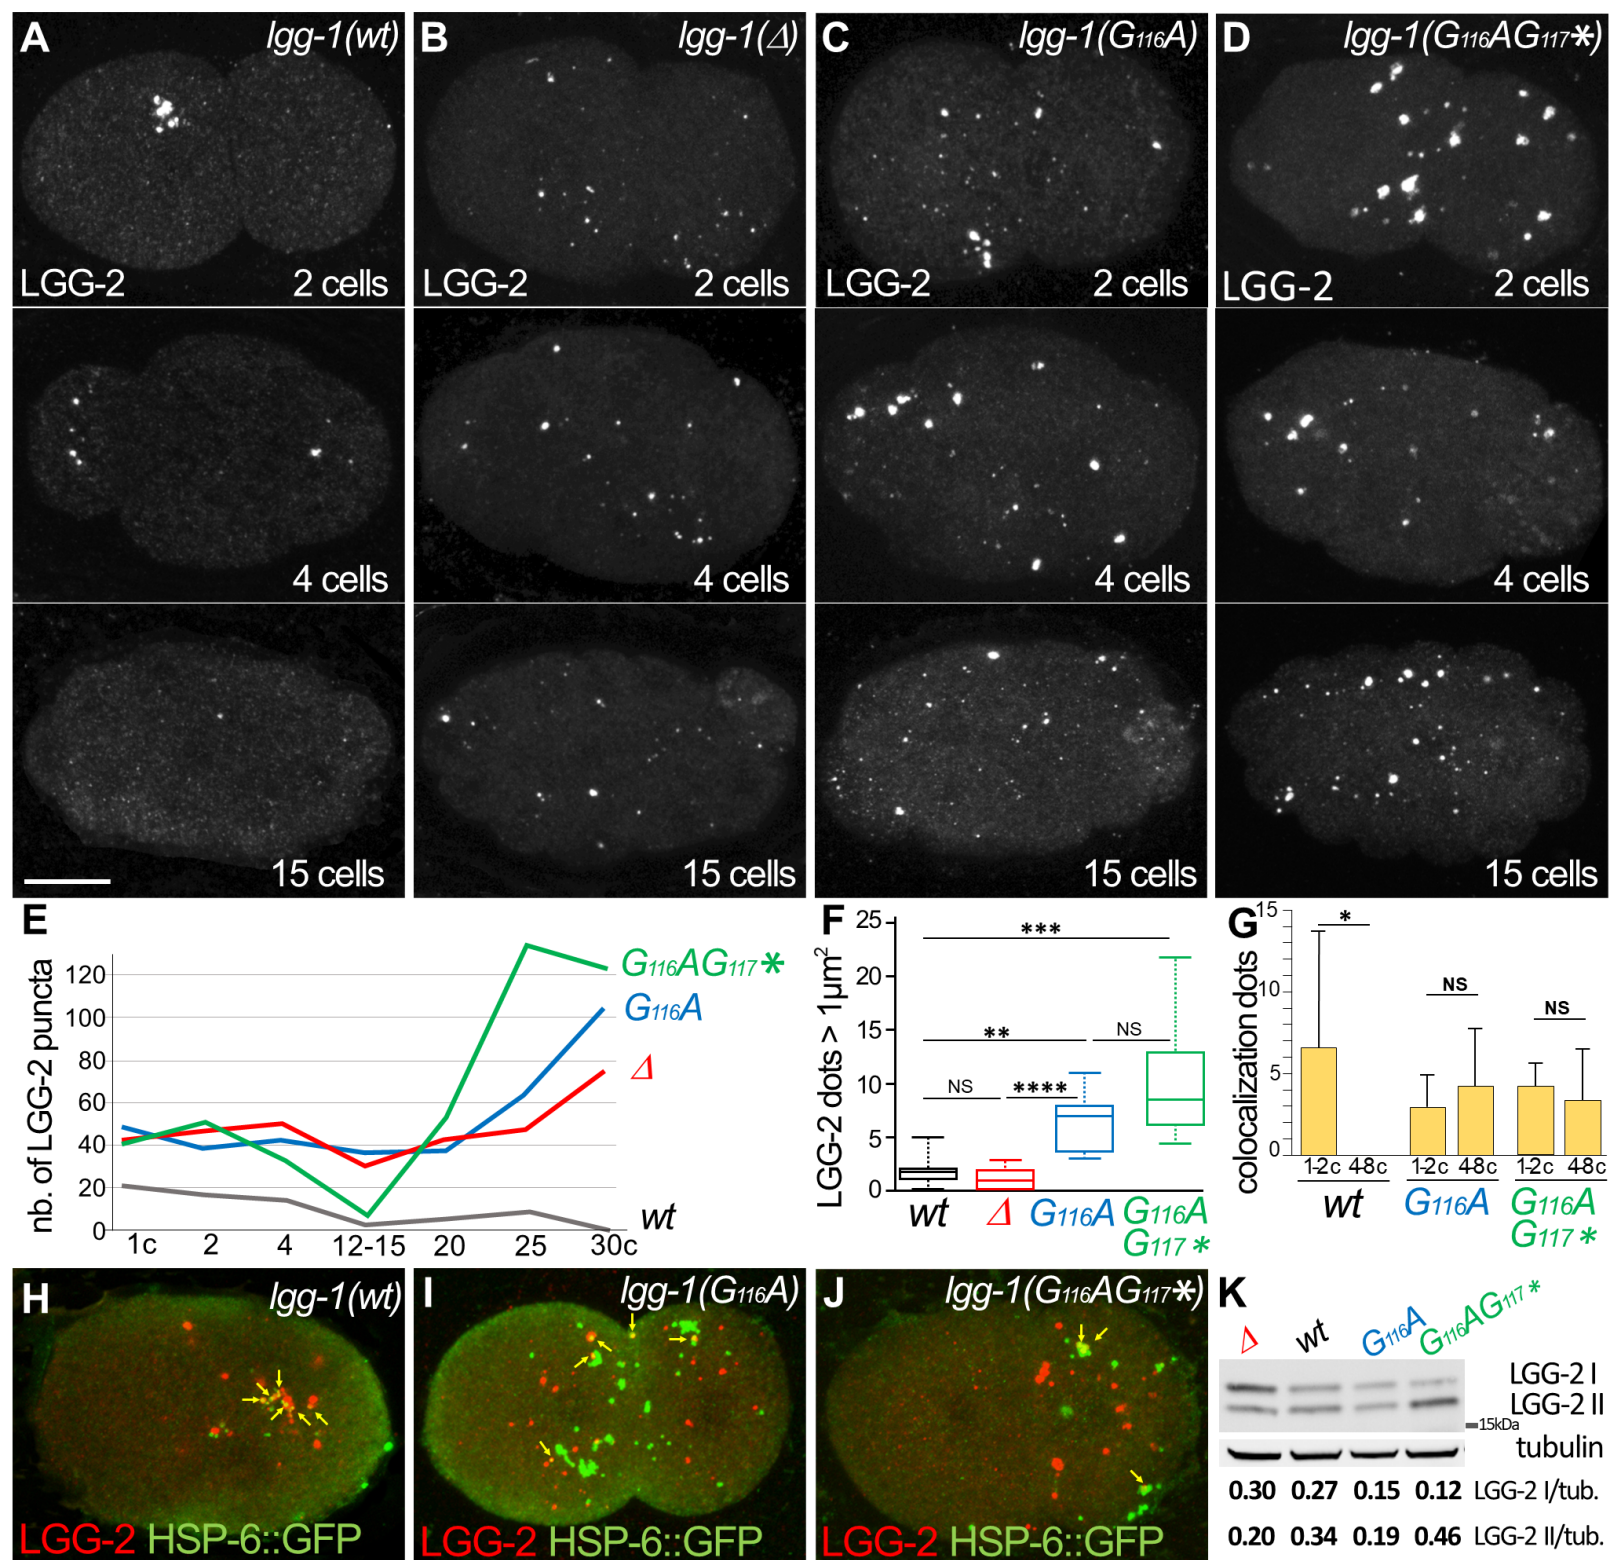 A lgg-1(wt)
LGG-2 2 cells
4 cells
15 cells
B lgg-1(Δ)
LGG-2 2 cells
4 cells
15 cells
C lgg-1(G116A)
LGG-2 2 cells
4 cells
15 cells
D lgg-1(G116AG117*)
LGG-2 2 cells
4 cells
15 cells
E
nb. of LGG-2 puncta
120
100
80
60
40
20
0
1c 2 4 12-15 20 25 30c
G116AG117*
G116A
Δ
wt
F
LGG-2 dots > 1µm2
25
20
15
10
5
0
***
** NS
NS ****
wt Δ G116A G116A
G117*
G
colocalization dots
15
10
5
0
*
NS
NS
1-2c 4-8c 1-2c 4-8c 1-2c 4-8c
wt G116A G116A
G117*
H lgg-1(wt)
LGG-2 HSP-6::GFP
I lgg-1(G116A)
LGG-2 HSP-6::GFP
J lgg-1(G116AG117*)
LGG-2 HSP-6::GFP
K
Δ wt G116A G116AG117*
LGG-2 I
LGG-2 II
15kDa
tubulin
0.30 0.27 0.15 0.12 LGG-2 I/tub.
0.20 0.34 0.19 0.46 LGG-2 II/tub.